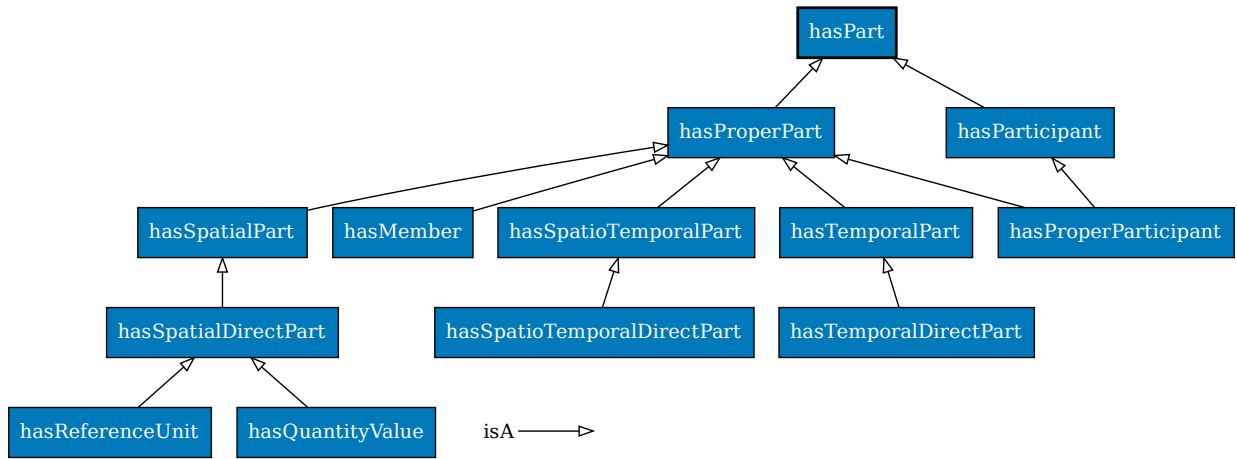 hasPart
hasProperPart
hasParticipant
hasSpatialPart
hasMember
hasSpatioTemporalPart
hasTemporalPart
hasProperParticipant
hasSpatialDirectPart
hasSpatioTemporalDirectPart
hasTemporalDirectPart
hasReferenceUnit
hasQuantityValue
isA